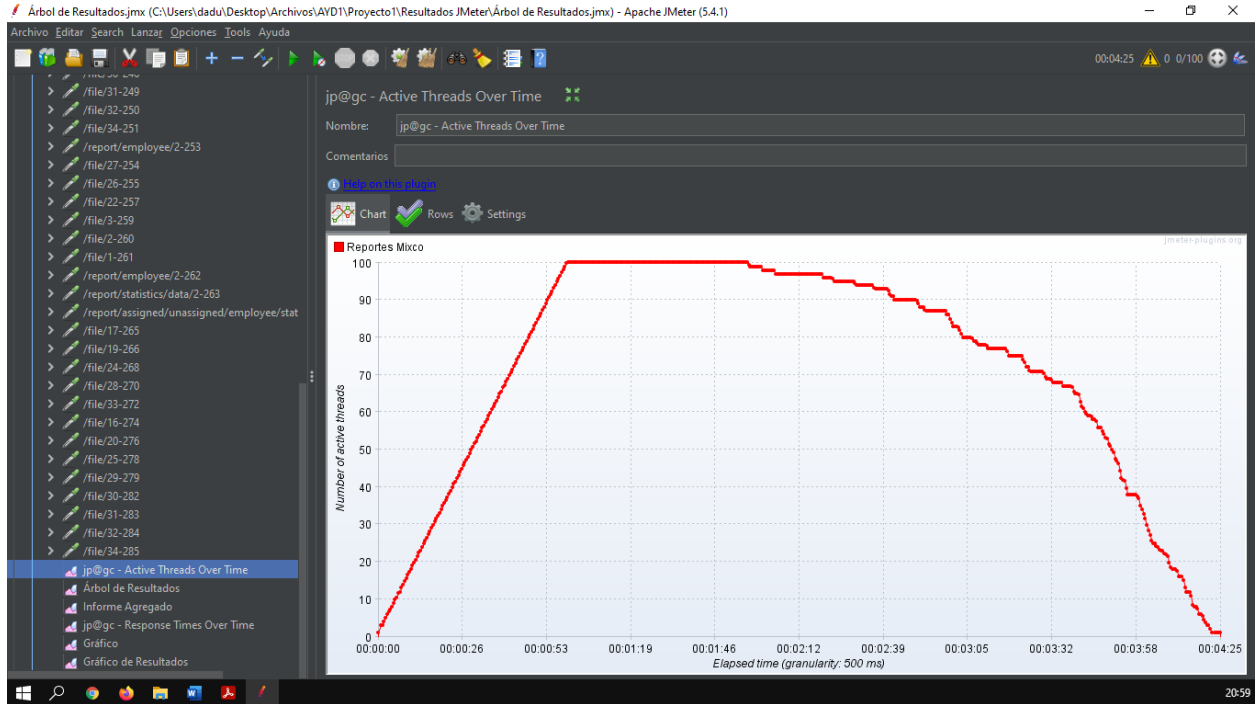 Árbol de Resultados.jmx (C:\Users\dadu\Desktop\Archivos\AYD1\Proyecto1\Resultados JMeter\Árbol de Resultados.jmx) - Apache JMeter (5.4.1)
Archivo Editar Search Lanzar Opciones Tools Ayuda
00:04:25 0 0/100
/file/31-249
/file/32-250
/file/34-251
/report/employee/2-253
/file/27-254
/file/26-255
/file/22-257
/file/3-259
/file/2-260
/file/1-261
/report/employee/2-262
/report/statistics/data/2-263
/report/assigned/unassigned/employee/stat
/file/17-265
/file/19-266
/file/24-268
/file/28-270
/file/33-272
/file/16-274
/file/20-276
/file/25-278
/file/29-279
/file/30-282
/file/31-283
/file/32-284
/file/34-285
jp@gc - Active Threads Over Time
Árbol de Resultados
Informe Agregado
jp@gc - Response Times Over Time
Gráfico
Gráfico de Resultados
jp@gc - Active Threads Over Time
Nombre: jp@gc - Active Threads Over Time
Comentarios
Help on this plugin
Chart Rows Settings
jmeter-plugins.org
Reportes Mixco
100
90
80
70
60
50
40
30
20
10
0
Number of active threads
00:00:00 00:00:26 00:00:53 00:01:19 00:01:46 00:02:12 00:02:39 00:03:05 00:03:32 00:03:58 00:04:25
Elapsed time (granularity: 500 ms)
20:59